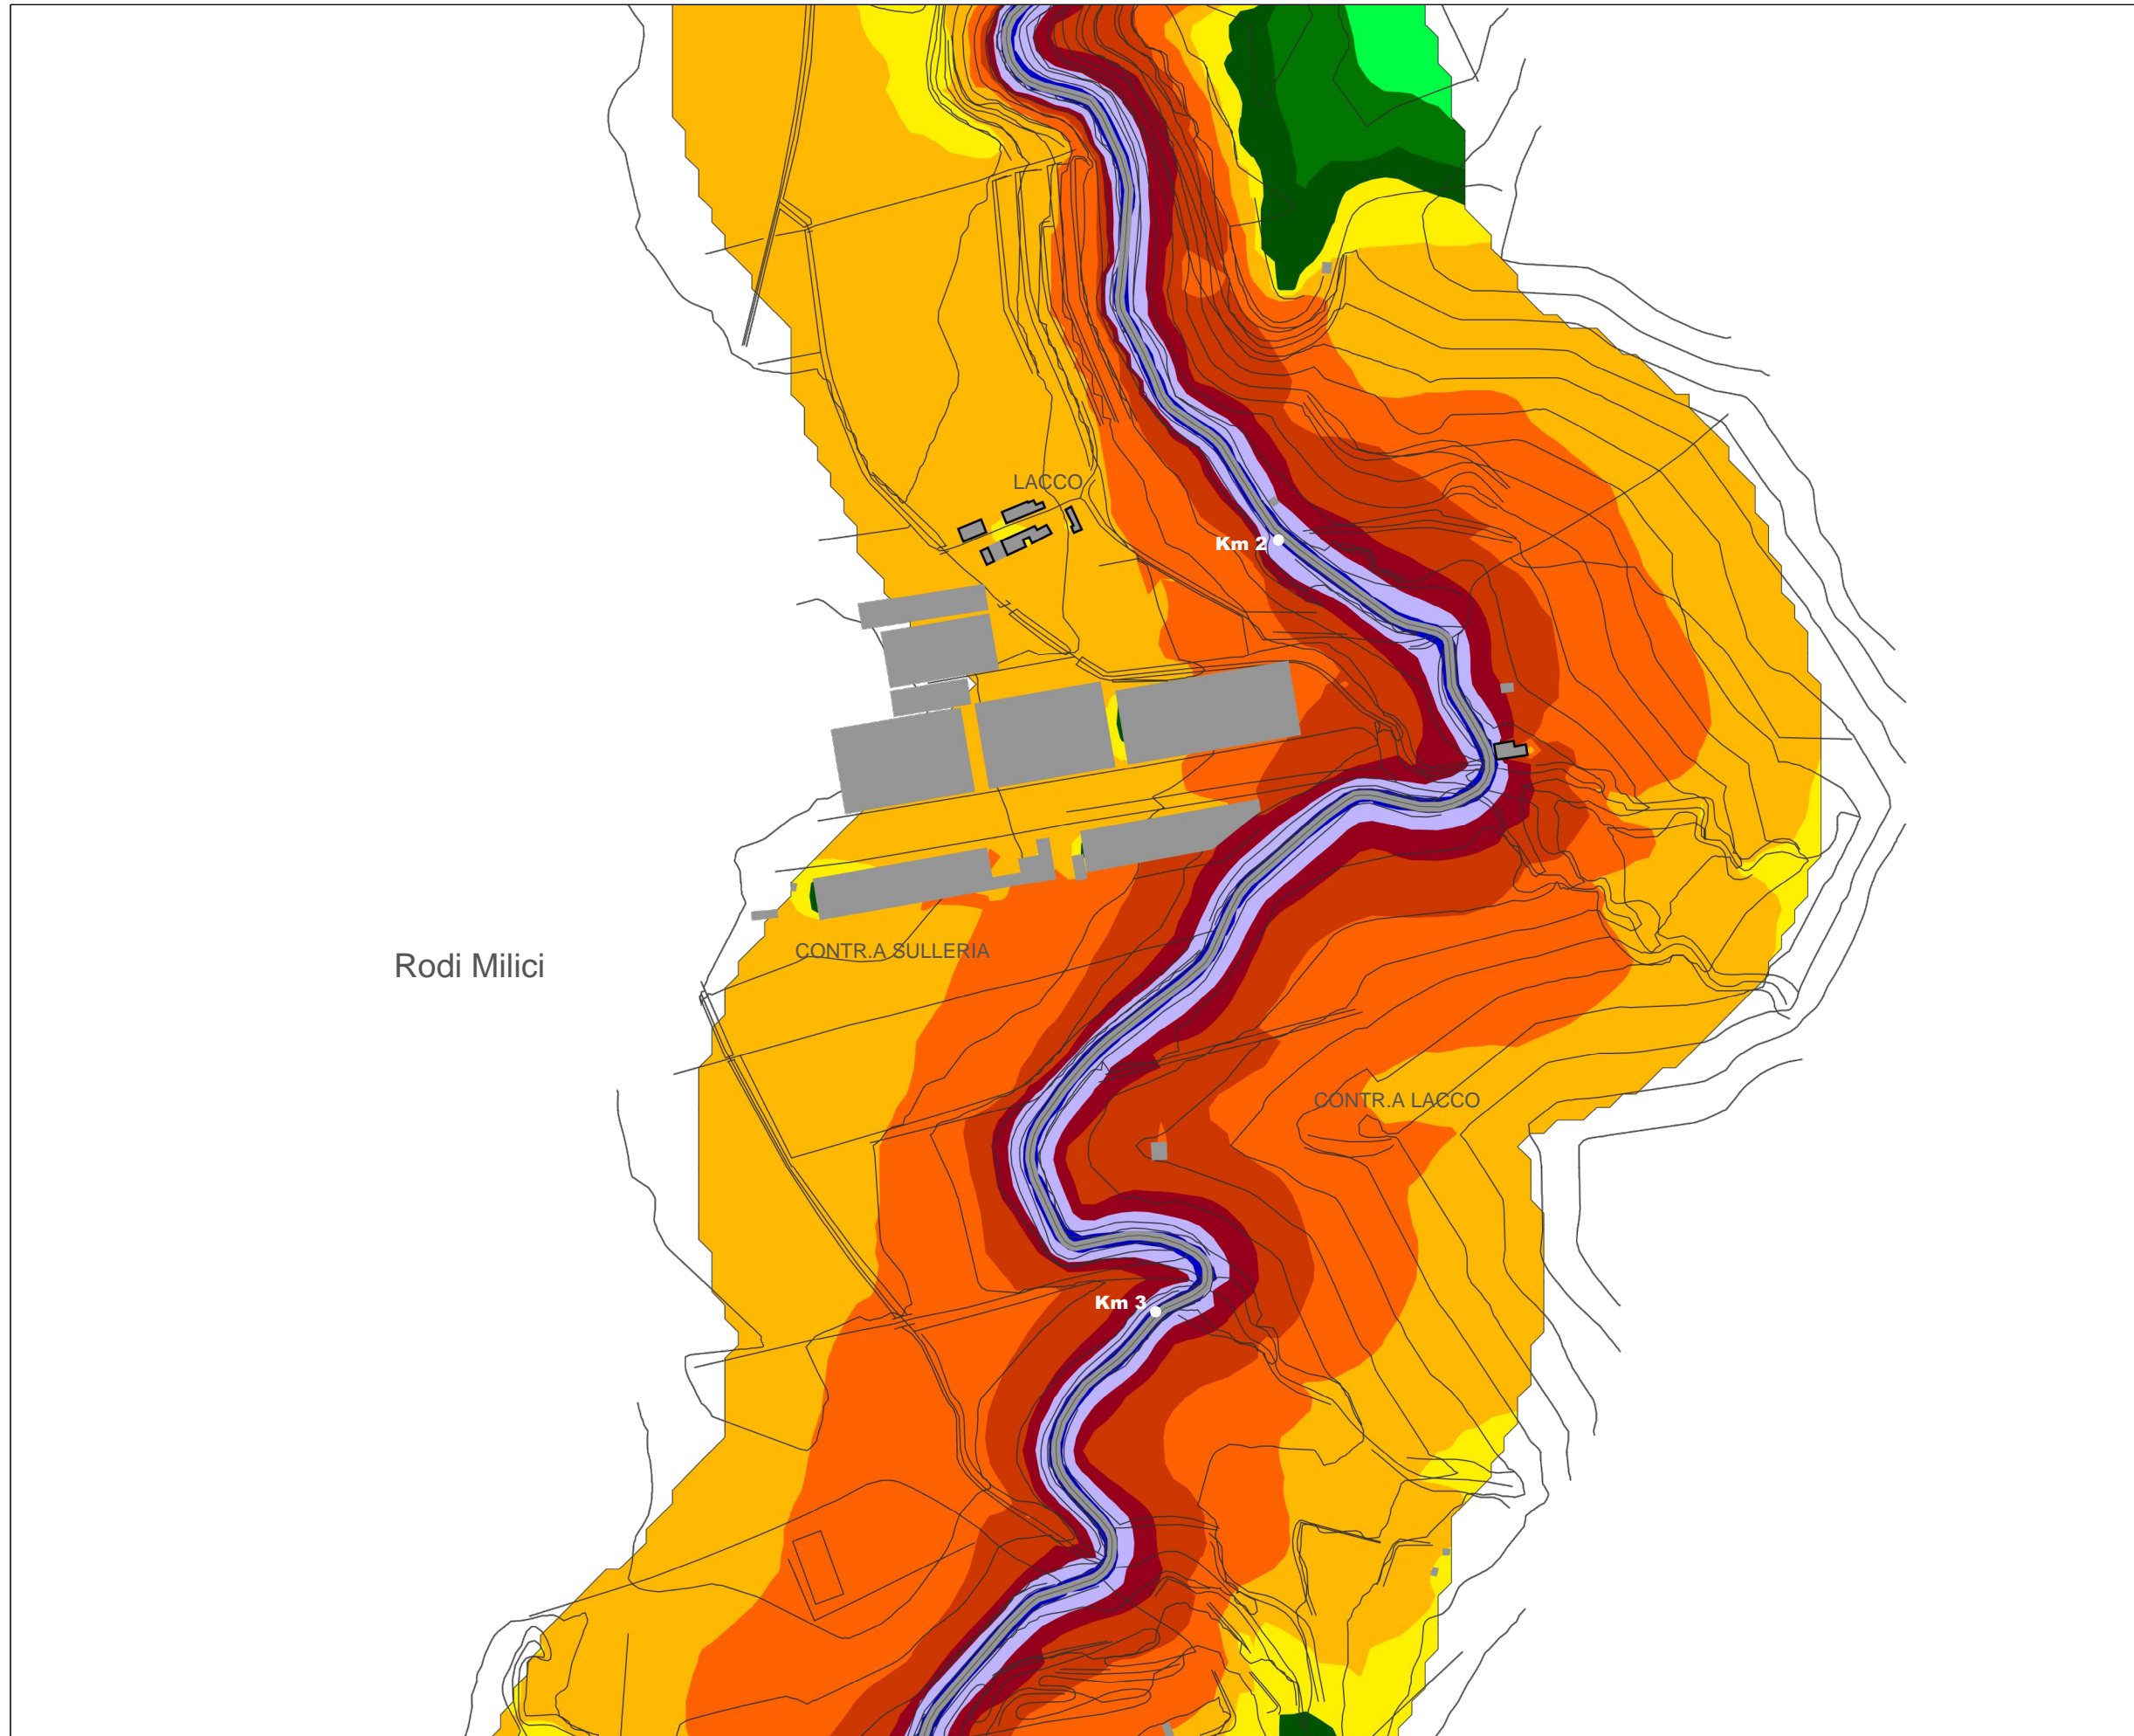 LACCO
Km 2
CONTR.A SULLERIA
Rodi Milici
CONTR.A LACCO
Km 3